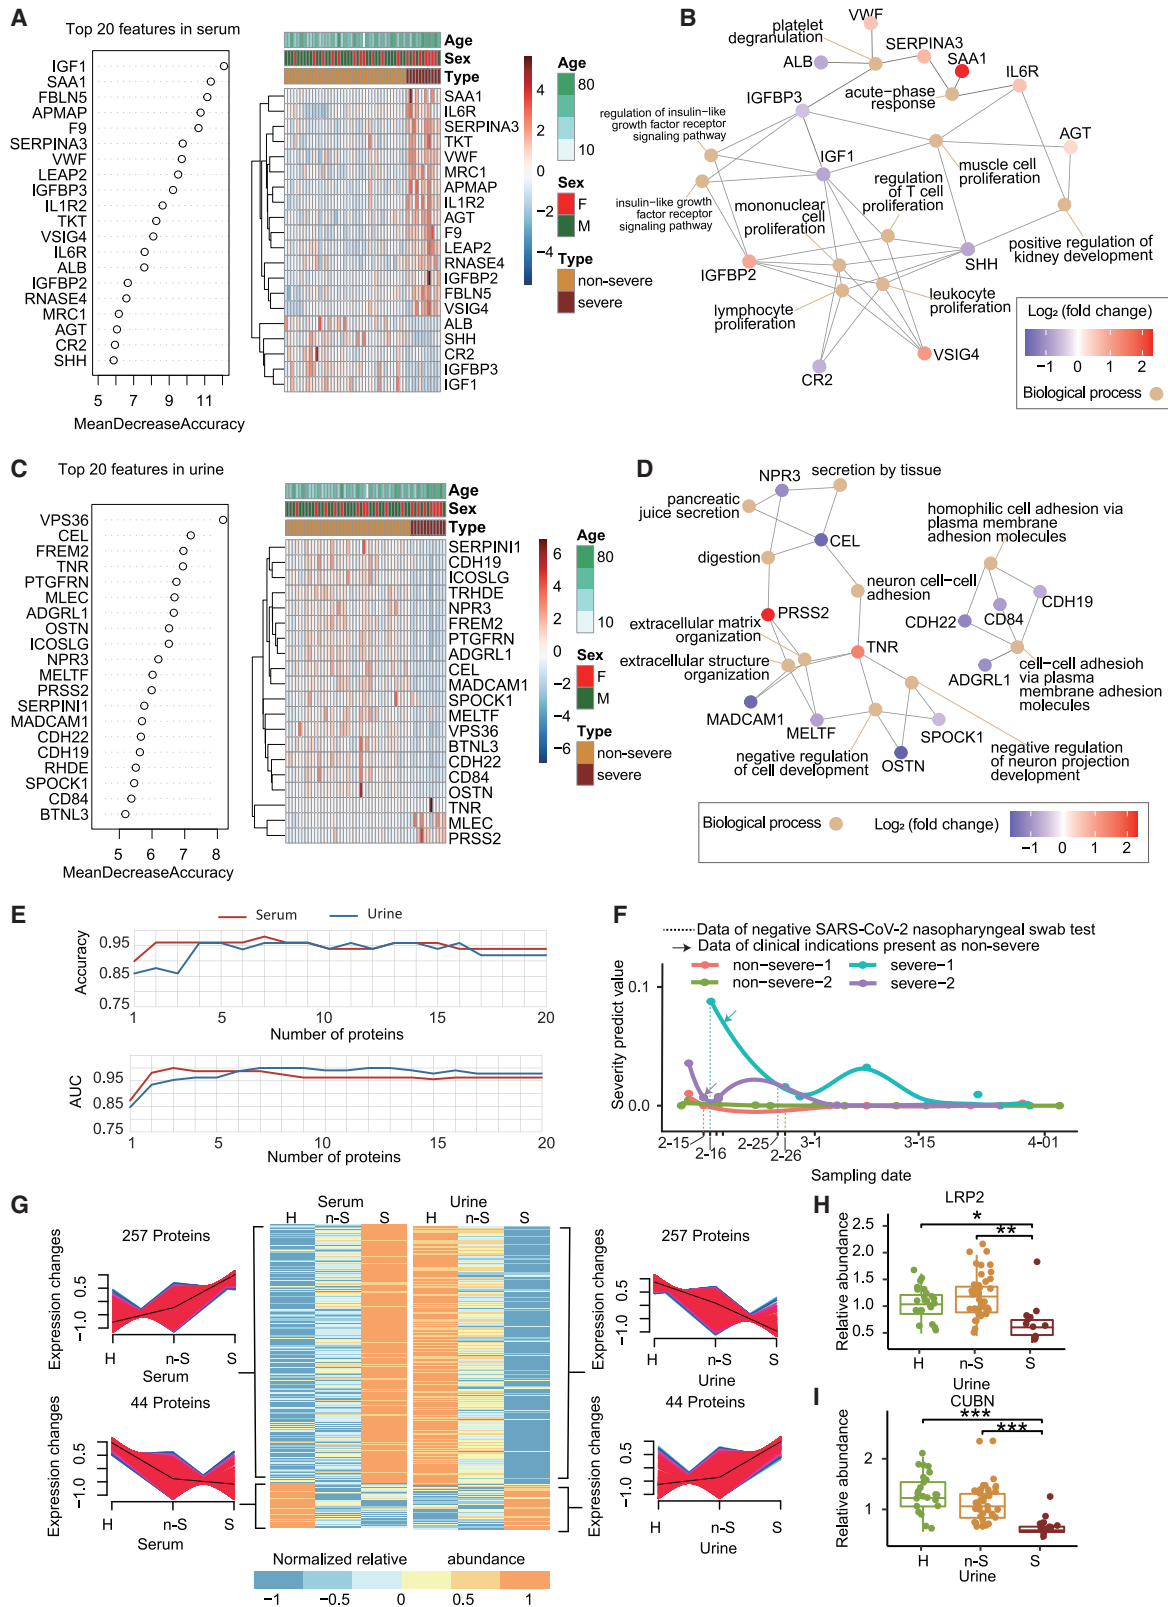 A
Top 20 features in serum
IGF1
SAA1
FBLN5
APMAP
F9
SERPINA3
VWF
LEAP2
IGFBP3
IL1R2
TKT
VSIG4
IL6R
ALB
IGFBP2
RNASE4
MRC1
AGT
CR2
SHH
5 7 9 11
MeanDecreaseAccuracy
Age
Sex
Type
SAA1
IL6R
SERPINA3
TKT
VWF
MRC1
APMAP
IL1R2
AGT
F9
LEAP2
RNASE4
IGFBP2
FBLN5
VSIG4
ALB
SHH
CR2
IGFBP3
IGF1
4
2
0
−2
−4
Age
80
10
Sex
F
M
Type
non−severe
severe
B
VWF
platelet
degranulation
SERPINA3
ALB
SAA1
IL6R
acute−phase
response
IGFBP3
regulation of insulin−like
growth factor receptor
signaling pathway
AGT
IGF1
muscle cell
proliferation
regulation
of T cell
proliferation
insulin−like growth
factor receptor
signaling pathway
mononuclear
cell
proliferation
positive regulation of
kidney development
SHH
IGFBP2
lymphocyte
proliferation
leukocyte
proliferation
VSIG4
CR2
Log₂ (fold change)
−1 0 1 2
Biological process
C
Top 20 features in urine
VPS36
CEL
FREM2
TNR
PTGFRN
MLEC
ADGRL1
OSTN
ICOSLG
NPR3
MELTF
PRSS2
SERPINI1
MADCAM1
CDH22
CDH19
RHDE
SPOCK1
CD84
BTNL3
5 6 7 8
MeanDecreaseAccuracy
Age
Sex
Type
SERPINI1
CDH19
ICOSLG
TRHDE
NPR3
FREM2
PTGFRN
ADGRL1
CEL
MADCAM1
SPOCK1
MELTF
VPS36
BTNL3
CDH22
CD84
OSTN
TNR
MLEC
PRSS2
6
4
2
0
−2
−4
−6
Age
80
10
Sex
F
M
Type
non−severe
severe
D
NPR3
secretion by tissue
pancreatic
juice secretion
homophilic cell adhesion via
plasma membrane
adhesion molecules
CEL
digestion
neuron cell−cell
adhesion
CDH19
PRSS2
CD84
CDH22
extracellular matrix
organization
TNR
extracellular structure
organization
ADGRL1
cell−cell adhesioh
via plasma
membrane adhesion
molecules
MADCAM1
MELTF
SPOCK1
negative regulation
of cell development
OSTN
negative regulation
of neuron projection
development
Biological process
Log₂ (fold change)
−1 0 1 2
E
Serum
Urine
Accuracy
0.95
0.85
0.75
1 5 10 15 20
Number of proteins
AUC
0.95
0.85
0.75
1 5 10 15 20
Number of proteins
F
Data of negative SARS-CoV-2 nasopharyngeal swab test
Data of clinical indications present as non-severe
non−severe−1
severe−1
non−severe−2
severe−2
Severity predict value
0.1
0.0
2-15
2-16
2-25
2-26
3-1
3-15
4-01
Sampling date
G
257 Proteins
Expression changes
0.5
−1.0
H n-S S
Serum
44 Proteins
Expression changes
0.5
−1.0
H n-S S
Serum
Serum
H n-S S
Urine
H n-S S
Normalized relative abundance
−1 −0.5 0 0.5 1
257 Proteins
Expression changes
0.5
−1.0
H n-S S
Urine
44 Proteins
Expression changes
0.5
−1.0
H n-S S
Urine
H
LRP2
*
**
Relative abundance
2.5
2.0
1.5
1.0
0.5
H n-S S
Urine
I
CUBN
***
***
Relative abundance
2
1
H n-S S
Urine